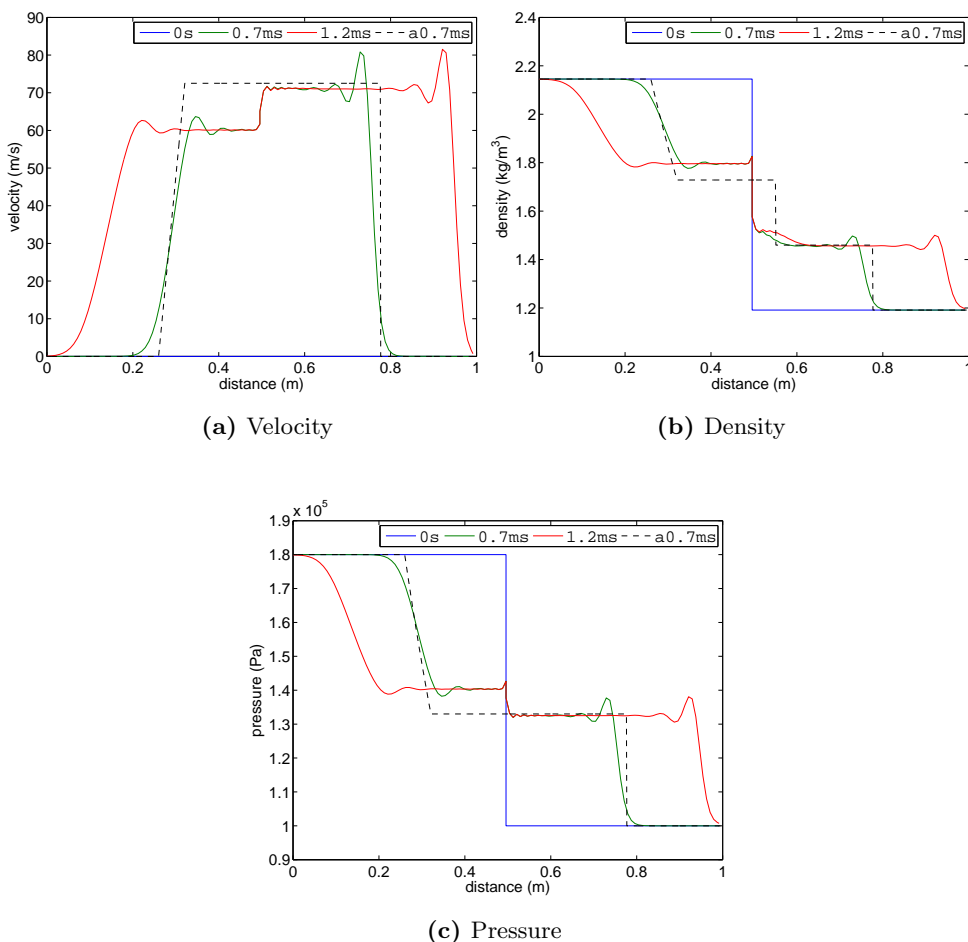 0s 0.7ms 1.2ms a0.7ms
90
80
70
60
50
40
30
20
10
0
velocity (m/s)
0 0.2 0.4 0.6 0.8 1
distance (m)
(a) Velocity
0s 0.7ms 1.2ms a0.7ms
2.4
2.2
2
1.8
1.6
1.4
1.2
1
density (kg/m³)
0 0.2 0.4 0.6 0.8 1
distance (m)
(b) Density
x 10⁵
0s 0.7ms 1.2ms a0.7ms
1.9
1.8
1.7
1.6
1.5
1.4
1.3
1.2
1.1
1
0.9
pressure (Pa)
0 0.2 0.4 0.6 0.8 1
distance (m)
(c) Pressure